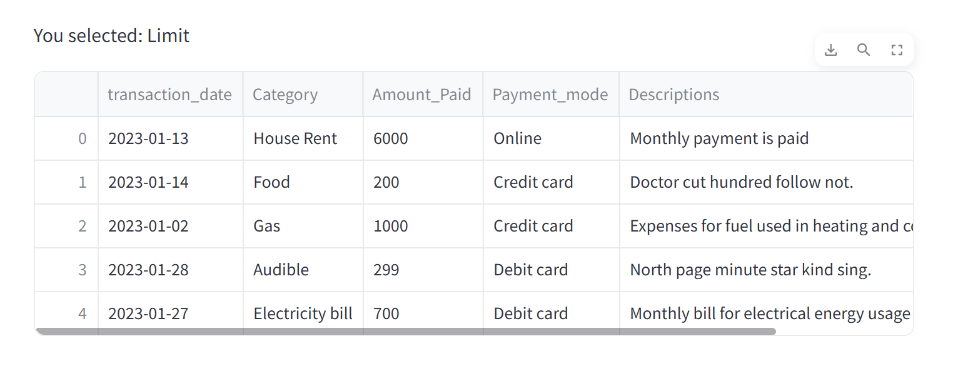 You selected: Limit
transaction_date Category Amount_Paid Payment_mode Descriptions
0 2023-01-13 House Rent 6000 Online Monthly payment is paid
1 2023-01-14 Food 200 Credit card Doctor cut hundred follow not.
2 2023-01-02 Gas 1000 Credit card Expenses for fuel used in heating and
3 2023-01-28 Audible 299 Debit card North page minute star kind sing.
4 2023-01-27 Electricity bill 700 Debit card Monthly bill for electrical energy usage